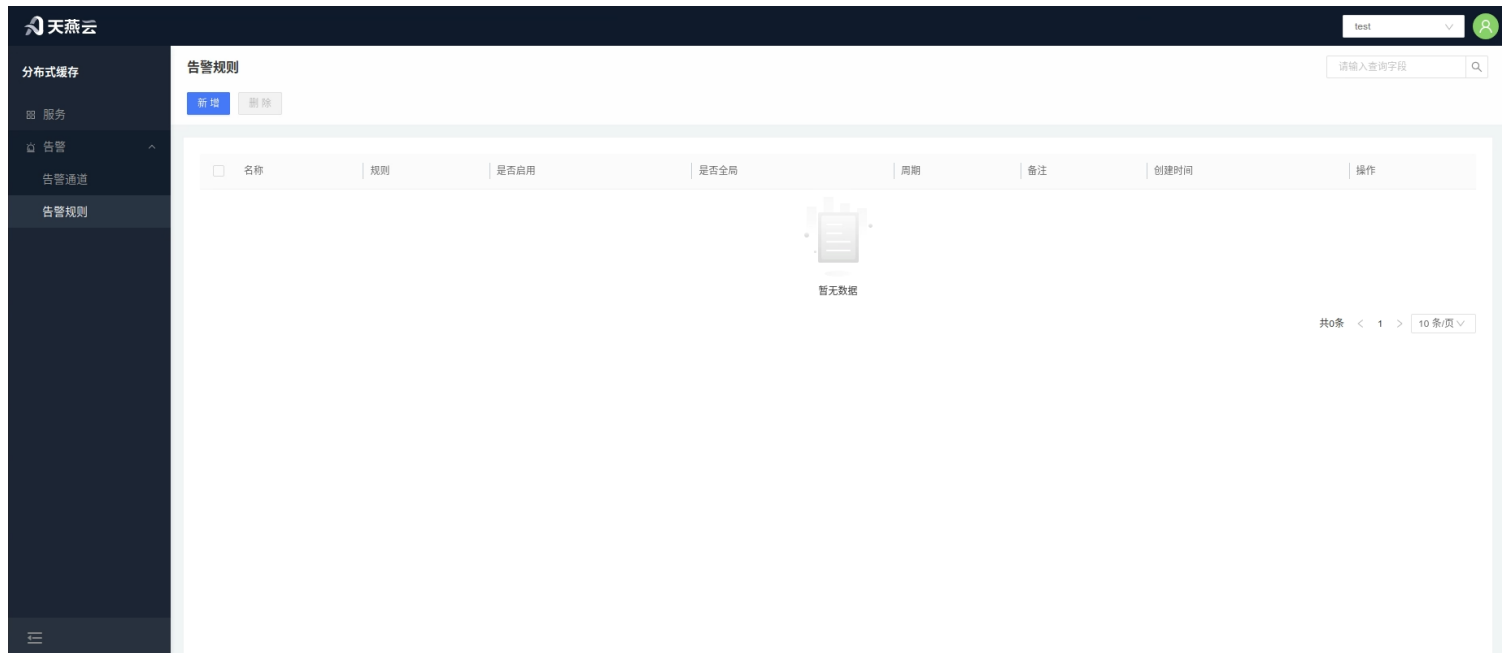 天燕云
test
分布式缓存
服务
告警
告警通道
告警规则
告警规则
请输入查询字段
新 增
删 除
名称 规则 是否启用 是否全局 周期 备注 创建时间 操作
暂无数据
共0条 < 1 > 10 条/页